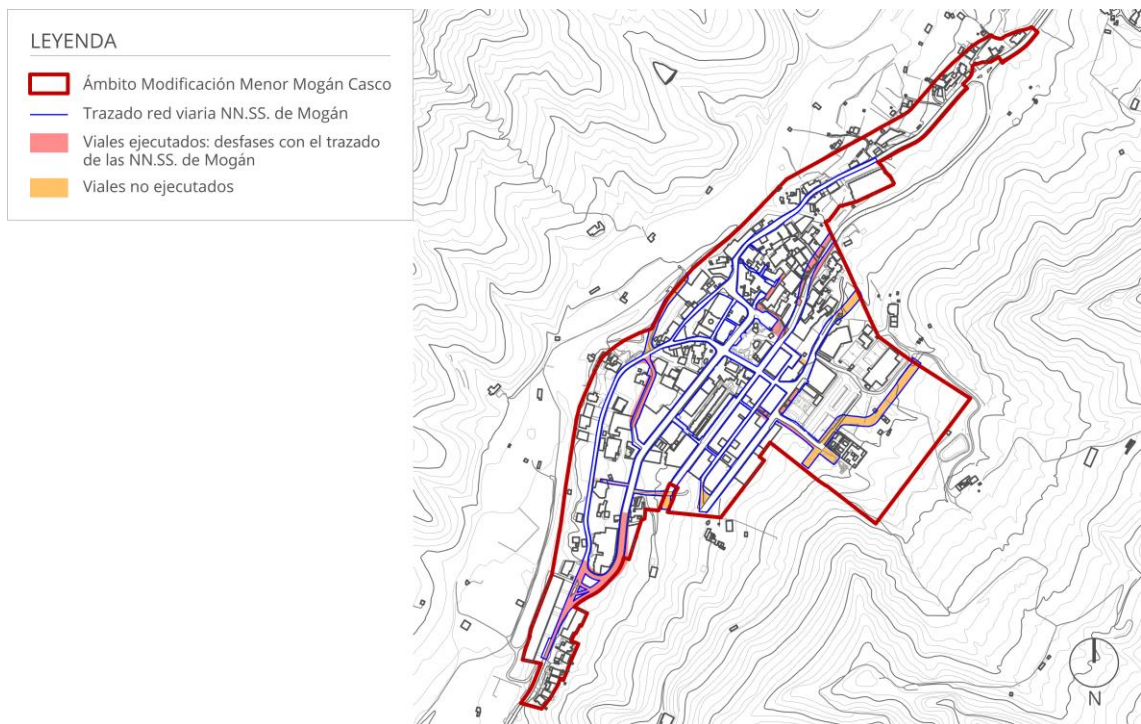 LEYENDA
Ámbito Modificación Menor Mogán Casco
Trazado red viaria NN.SS. de Mogán
Viales ejecutados: desfases con el trazado
de las NN.SS. de Mogán
Viales no ejecutados
N